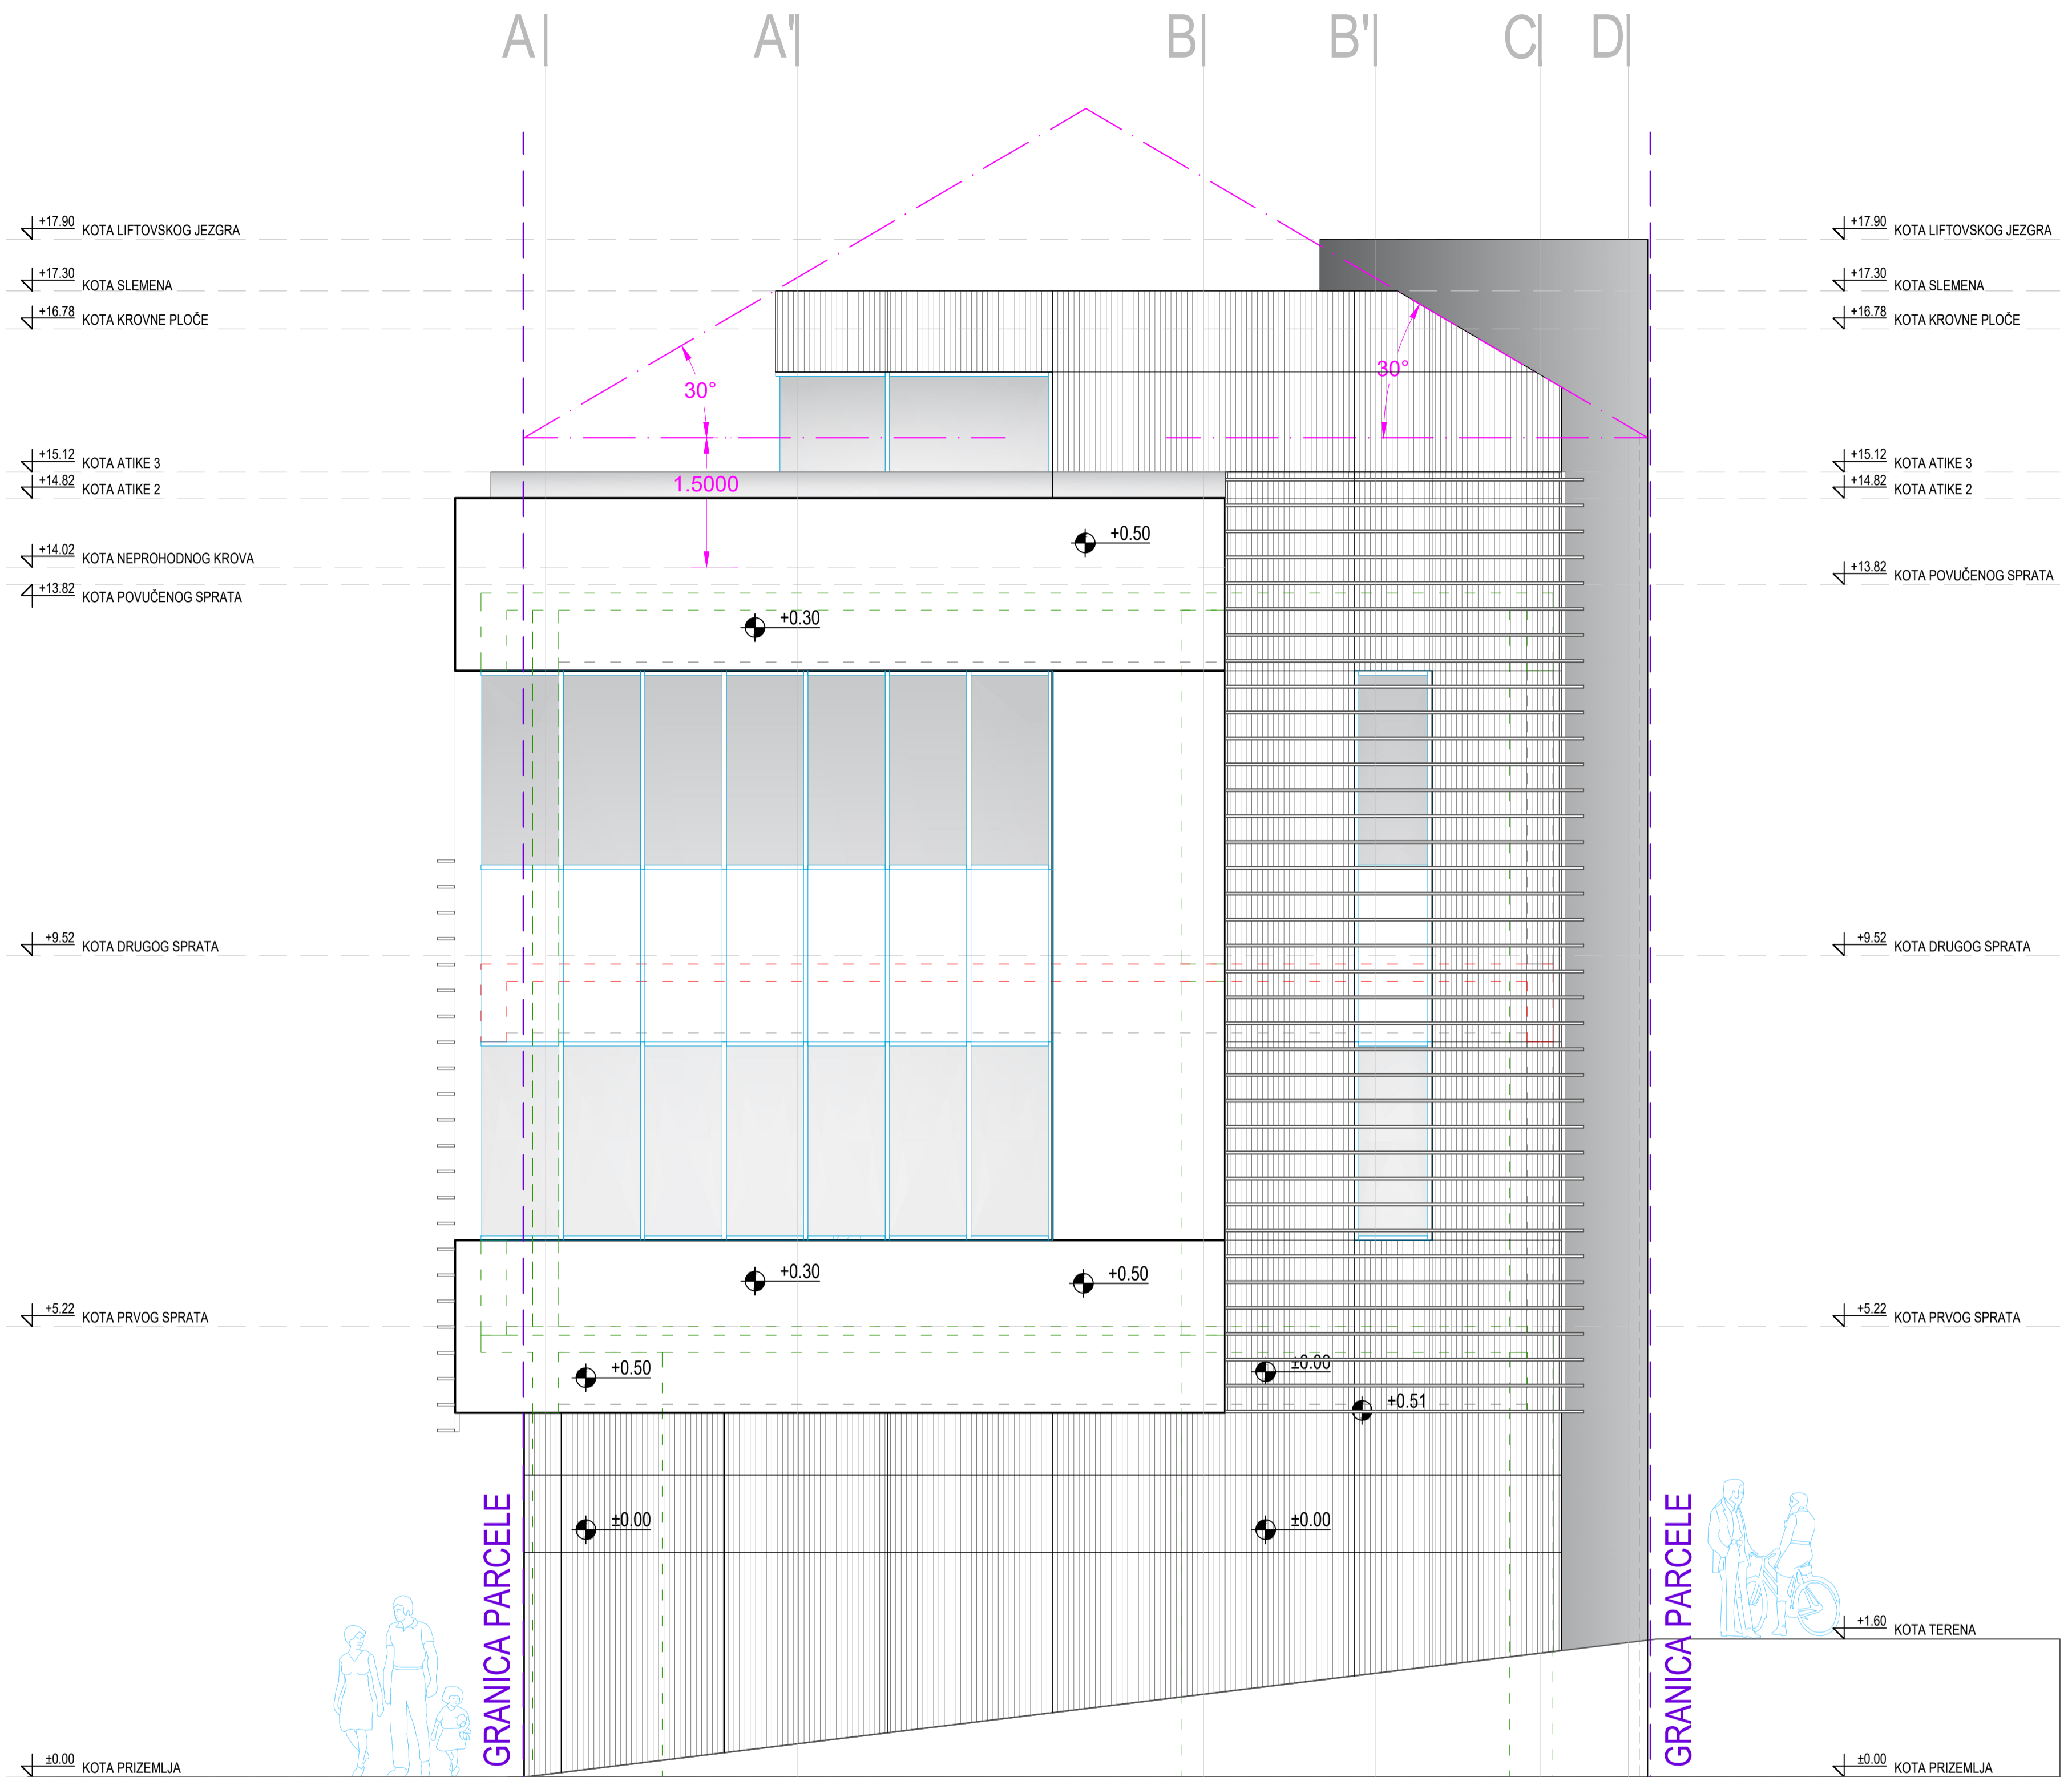 A A' B B' C D
+17.90 KOTA LIFTOVSKOG JEZGRA
+17.90 KOTA LIFTOVSKOG JEZGRA
+17.30 KOTA SLEMENA
+17.30 KOTA SLEMENA
+16.78 KOTA KROVNE PLOČE
+16.78 KOTA KROVNE PLOČE
30°
30°
+15.12 KOTA ATIKE 3
+15.12 KOTA ATIKE 3
1.5000
+14.82 KOTA ATIKE 2
+14.82 KOTA ATIKE 2
+0.50
+14.02 KOTA NEPROHODNOG KROVA
+13.82 KOTA POVUČENOG SPRATA
+13.82 KOTA POVUČENOG SPRATA
+0.30
+9.52 KOTA DRUGOG SPRATA
+9.52 KOTA DRUGOG SPRATA
+0.30
+0.50
+5.22 KOTA PRVOG SPRATA
+5.22 KOTA PRVOG SPRATA
+0.50
±0.00
+0.51
±0.00
±0.00
GRANICA PARCELE
GRANICA PARCELE
+1.60 KOTA TERENA
±0.00 KOTA PRIZEMLJA
±0.00 KOTA PRIZEMLJA